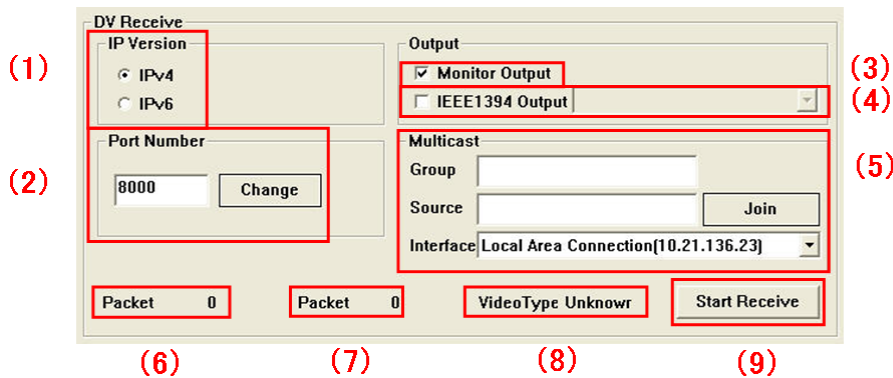 DV Receive
IP Version
(1)
IPv4
IPv6
Output
Monitor Output
(3)
IEEE1394 Output
(4)
Port Number
(2)
8000
Change
Multicast
(5)
Group
Source
Join
Interface Local Area Connection(10.21.136.23)
Packet 0
Packet 0
VideoType Unknowr
Start Receive
(6)
(7)
(8)
(9)